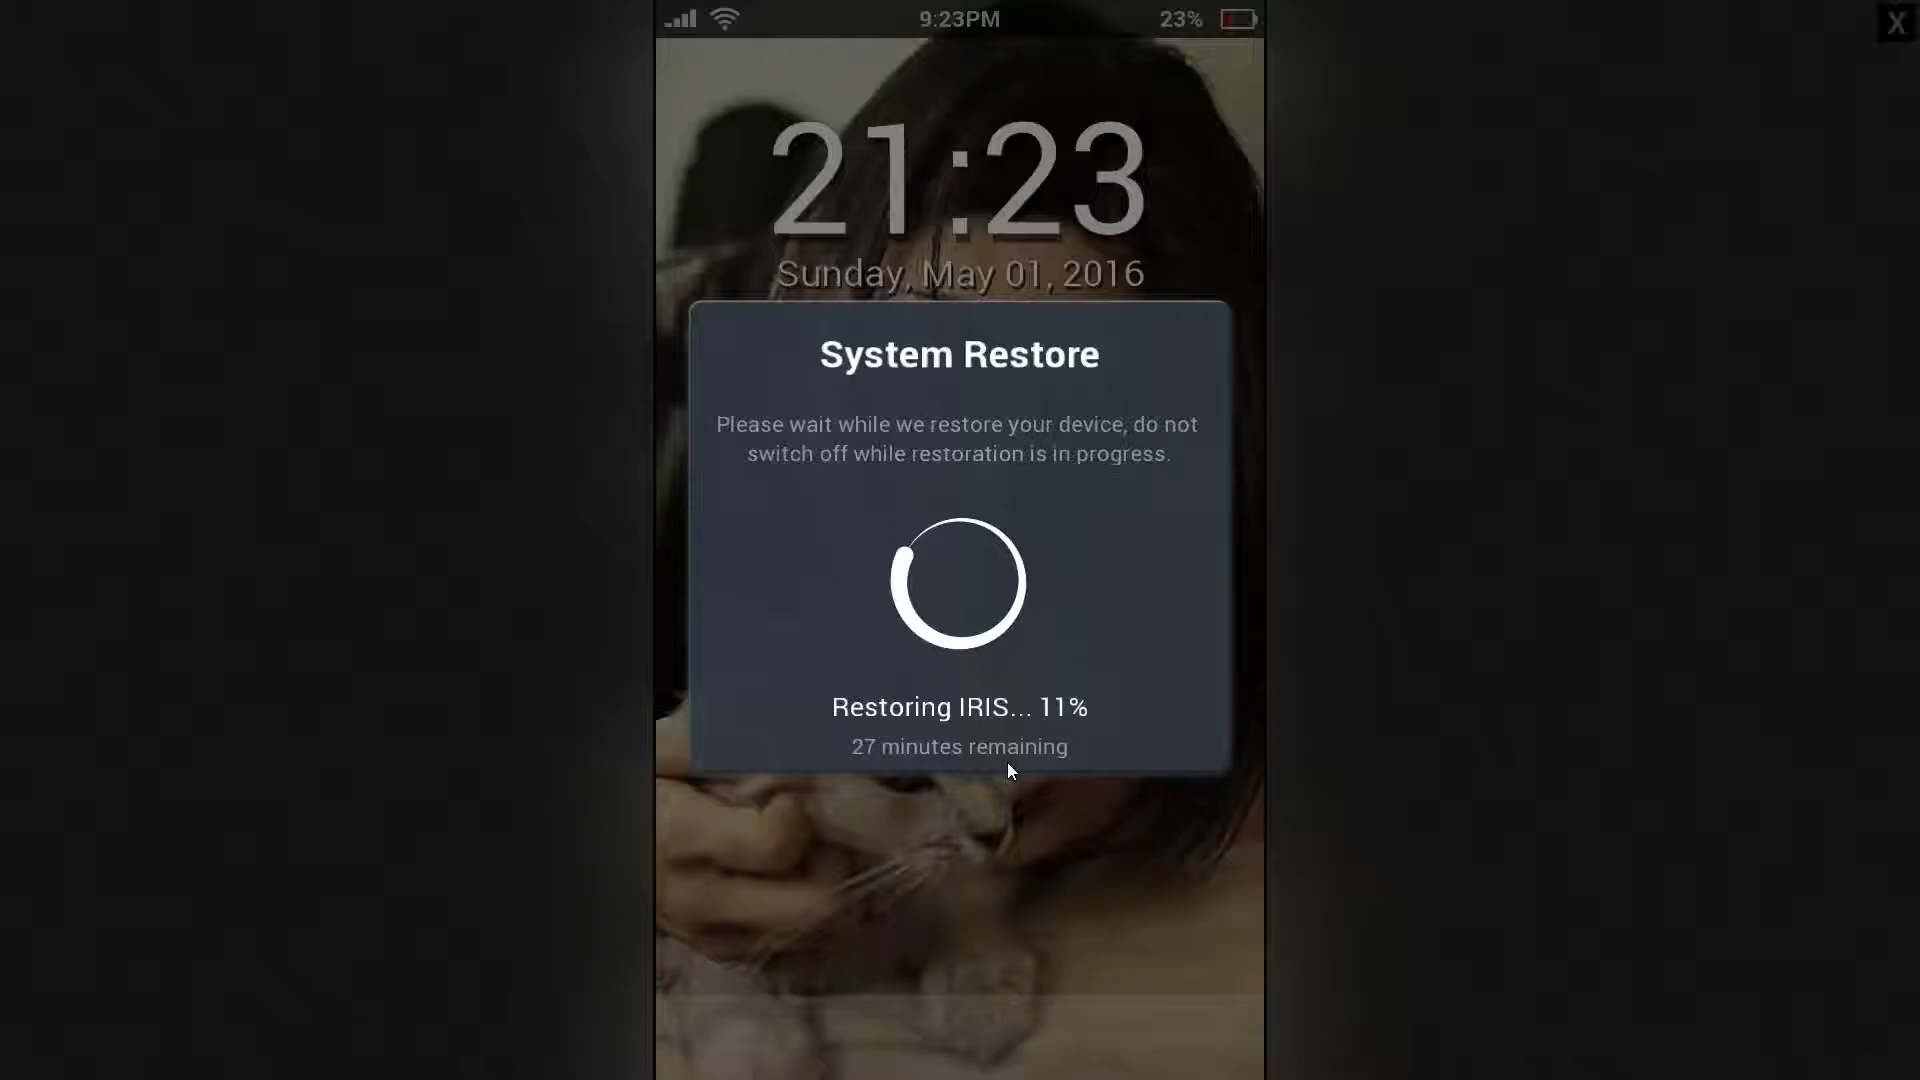 9:23PM
23%
X
21:23
Sunday, May 01, 2016
System Restore
Please wait while we restore your device, do not
switch off while restoration is in progress.
Restoring IRIS... 11%
27 minutes remaining